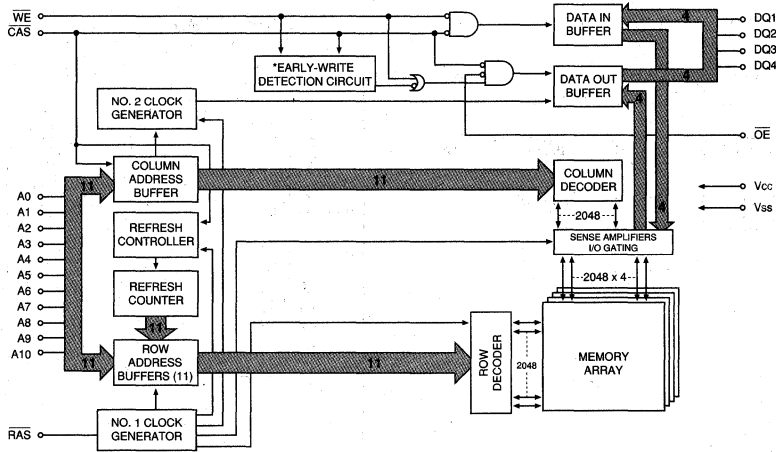 WE
CAS
*EARLY-WRITE
DETECTION CIRCUIT
DATA IN
BUFFER
DATA OUT
BUFFER
4
4
4
4
DQ1
DQ2
DQ3
DQ4
OE
NO. 2 CLOCK
GENERATOR
COLUMN
ADDRESS
BUFFER
11
11
COLUMN
DECODER
2048
Vcc
Vss
A0
A1
A2
A3
A4
A5
A6
A7
A8
A9
A10
REFRESH
CONTROLLER
REFRESH
COUNTER
11
SENSE AMPLIFIERS
I/O GATING
2048 x 4
11
ROW
ADDRESS
BUFFERS (11)
11
ROW
DECODER
2048
MEMORY
ARRAY
RAS
NO. 1 CLOCK
GENERATOR